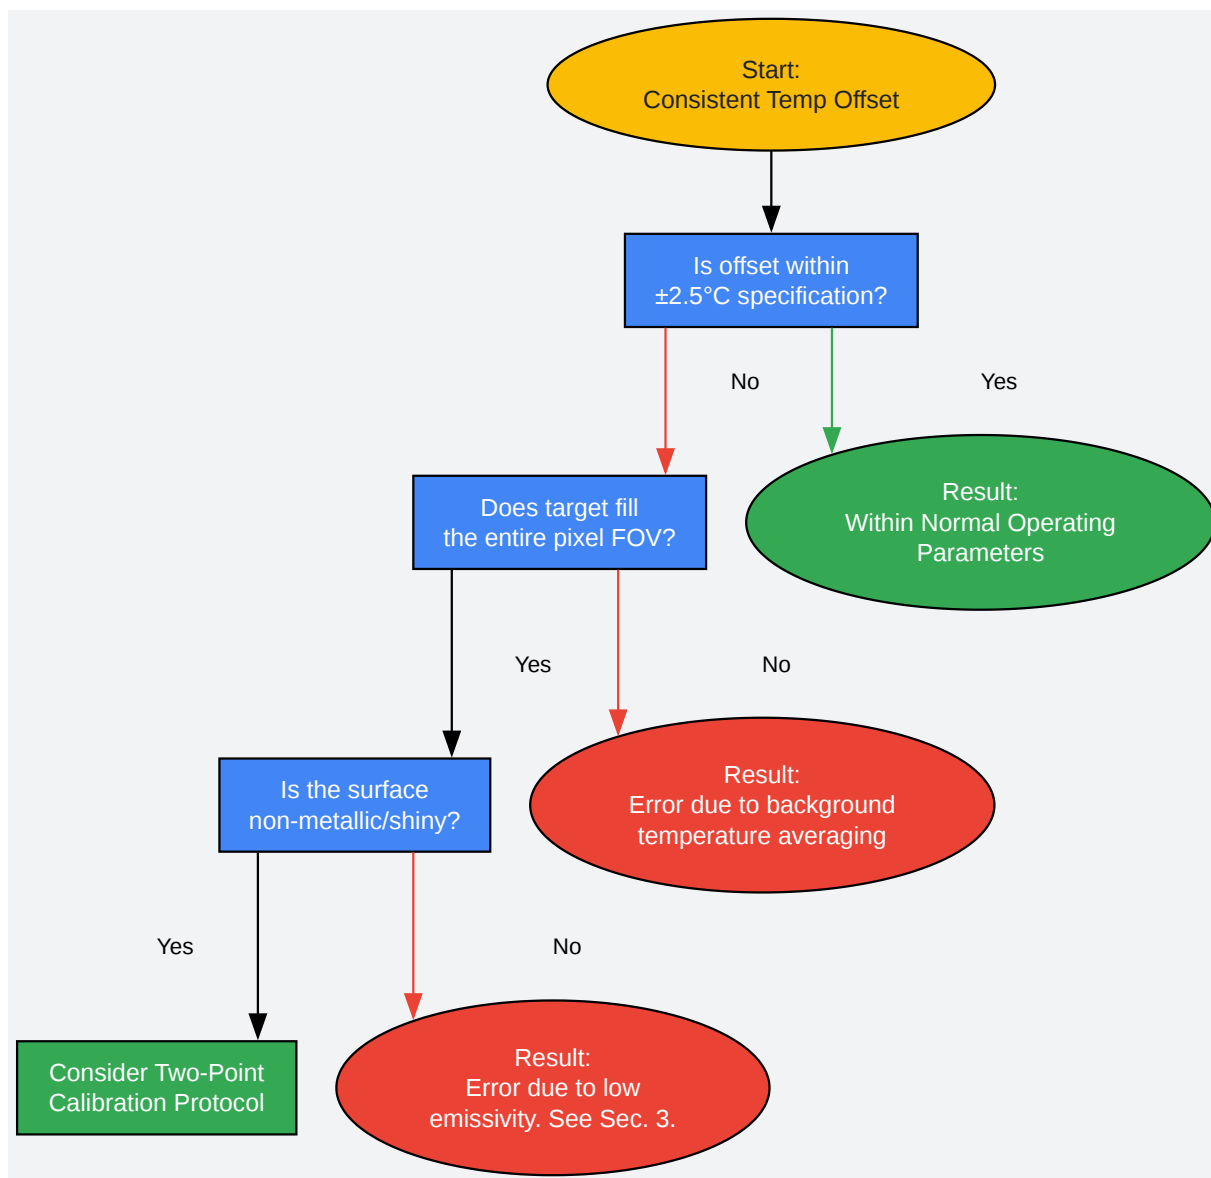 Start:
Consistent Temp Offset
Is offset within
±2.5°C specification?
No
Yes
Does target fill
the entire pixel FOV?
Result:
Within Normal Operating
Parameters
Yes
No
Is the surface
non-metallic/shiny?
Result:
Error due to background
temperature averaging
Yes
No
Consider Two-Point
Calibration Protocol
Result:
Error due to low
emissivity. See Sec. 3.